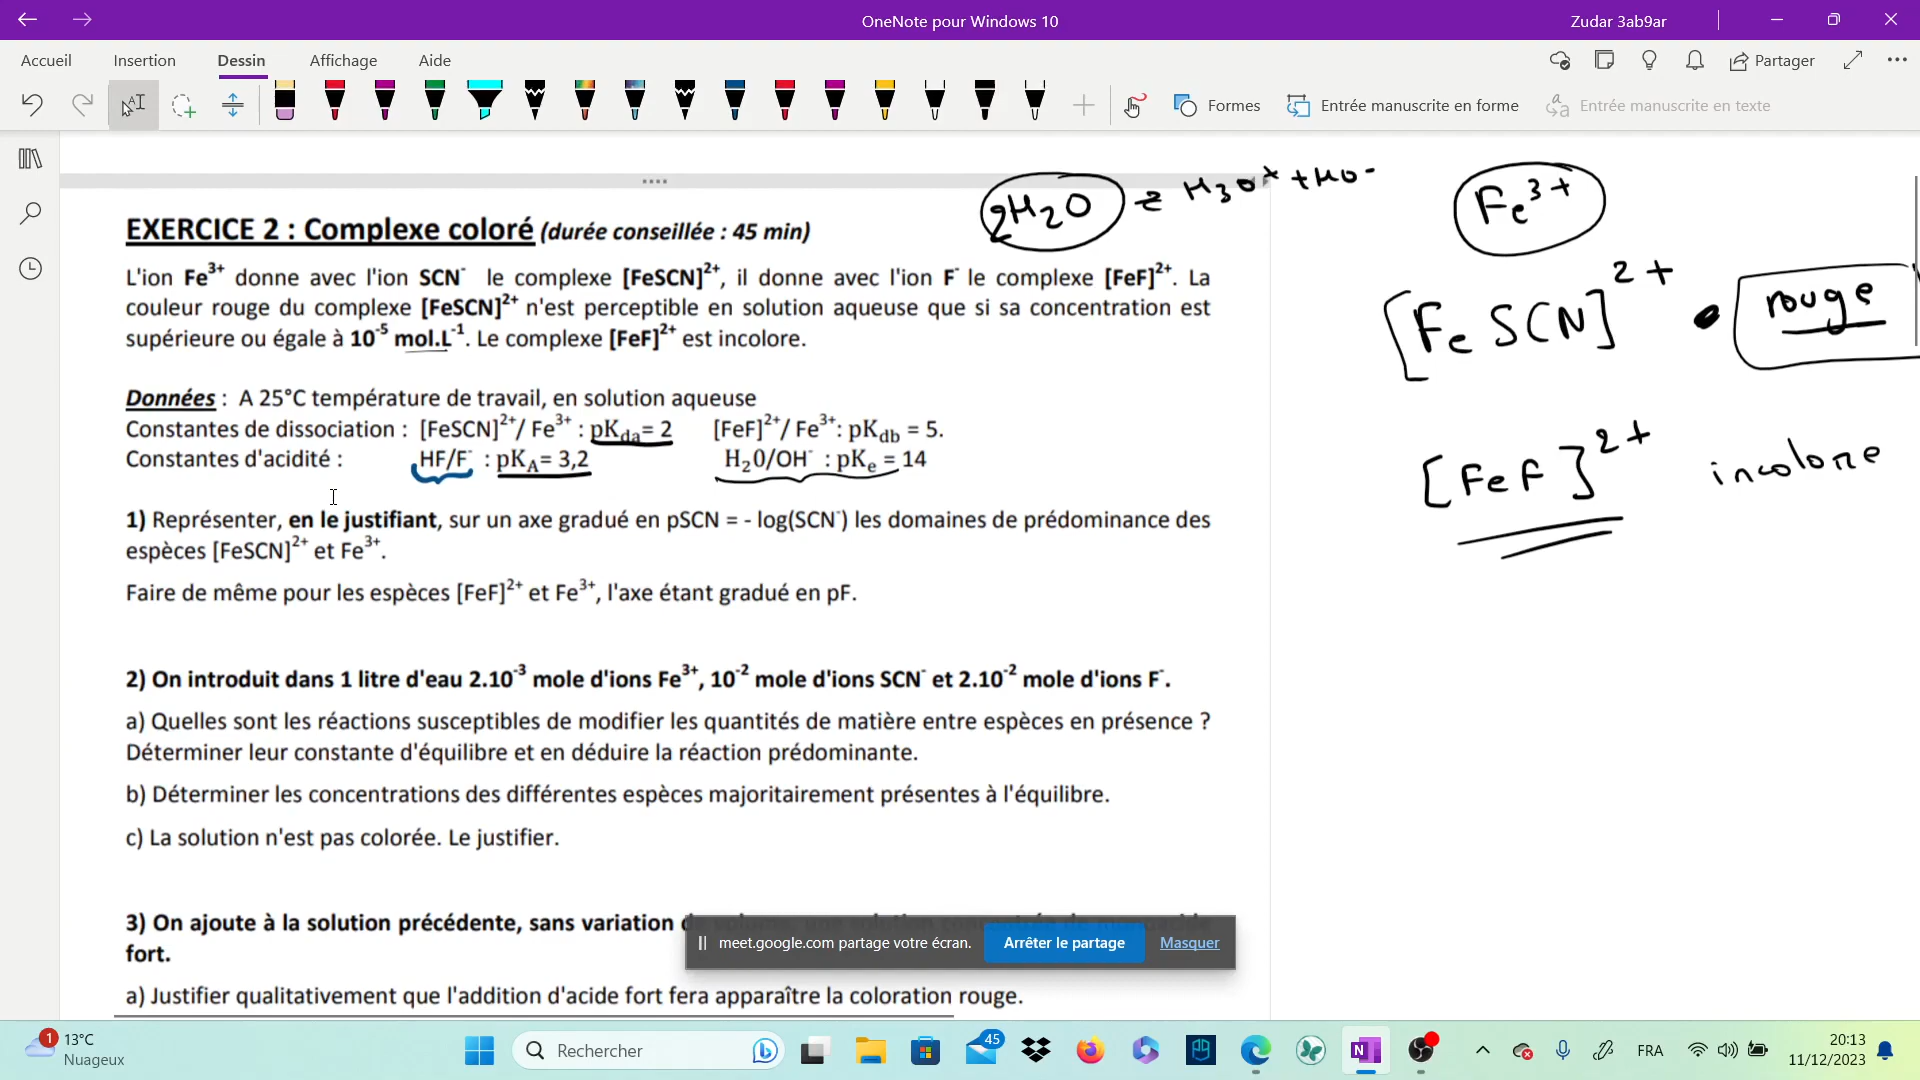 OneNote pour Windows 10
Zudar 3ab9ar
Accueil Insertion Dessin Affichage Aide
Partager
Formes Entrée manuscrite en forme Entrée manuscrite en texte
2H2O ⇌ H3O+ + HO-
Fe3+
EXERCICE 2 : Complexe coloré (durée conseillée : 45 min)
L'ion Fe3+ donne avec l'ion SCN- le complexe [FeSCN]2+, il donne avec l'ion F- le complexe [FeF]2+. La
couleur rouge du complexe [FeSCN]2+ n'est perceptible en solution aqueuse que si sa concentration est
supérieure ou égale à 10-5 mol.L-1. Le complexe [FeF]2+ est incolore.
[FeSCN]2+ • rouge
Données : A 25°C température de travail, en solution aqueuse
Constantes de dissociation : [FeSCN]2+/ Fe3+ : pKda= 2 [FeF]2+/ Fe3+: pKdb = 5.
Constantes d'acidité : HF/F- : pKA= 3,2 H20/OH- : pKe = 14
[FeF]2+ incolore
1) Représenter, en le justifiant, sur un axe gradué en pSCN = - log(SCN-) les domaines de prédominance des
espèces [FeSCN]2+ et Fe3+.
Faire de même pour les espèces [FeF]2+ et Fe3+, l'axe étant gradué en pF.
2) On introduit dans 1 litre d'eau 2.10-3 mole d'ions Fe3+, 10-2 mole d'ions SCN- et 2.10-2 mole d'ions F-.
a) Quelles sont les réactions susceptibles de modifier les quantités de matière entre espèces en présence ?
Déterminer leur constante d'équilibre et en déduire la réaction prédominante.
b) Déterminer les concentrations des différentes espèces majoritairement présentes à l'équilibre.
c) La solution n'est pas colorée. Le justifier.
3) On ajoute à la solution précédente, sans variation
fort.
meet.google.com partage votre écran. Arrêter le partage Masquer
a) Justifier qualitativement que l'addition d'acide fort fera apparaître la coloration rouge.
1
13°C
Nuageux
Rechercher
45
FRA
20:13
11/12/2023